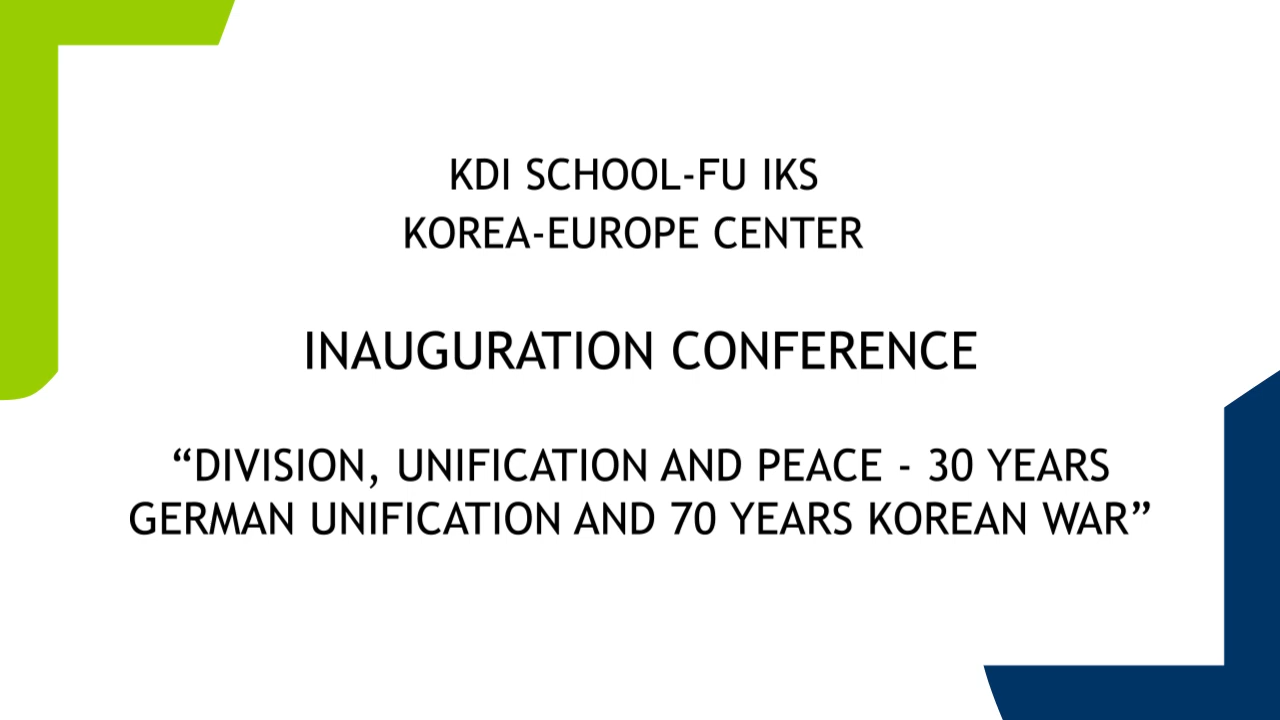 KDI SCHOOL-FU IKS
KOREA-EUROPE CENTER
INAUGURATION CONFERENCE
“DIVISION, UNIFICATION AND PEACE - 30 YEARS
GERMAN UNIFICATION AND 70 YEARS KOREAN WAR”